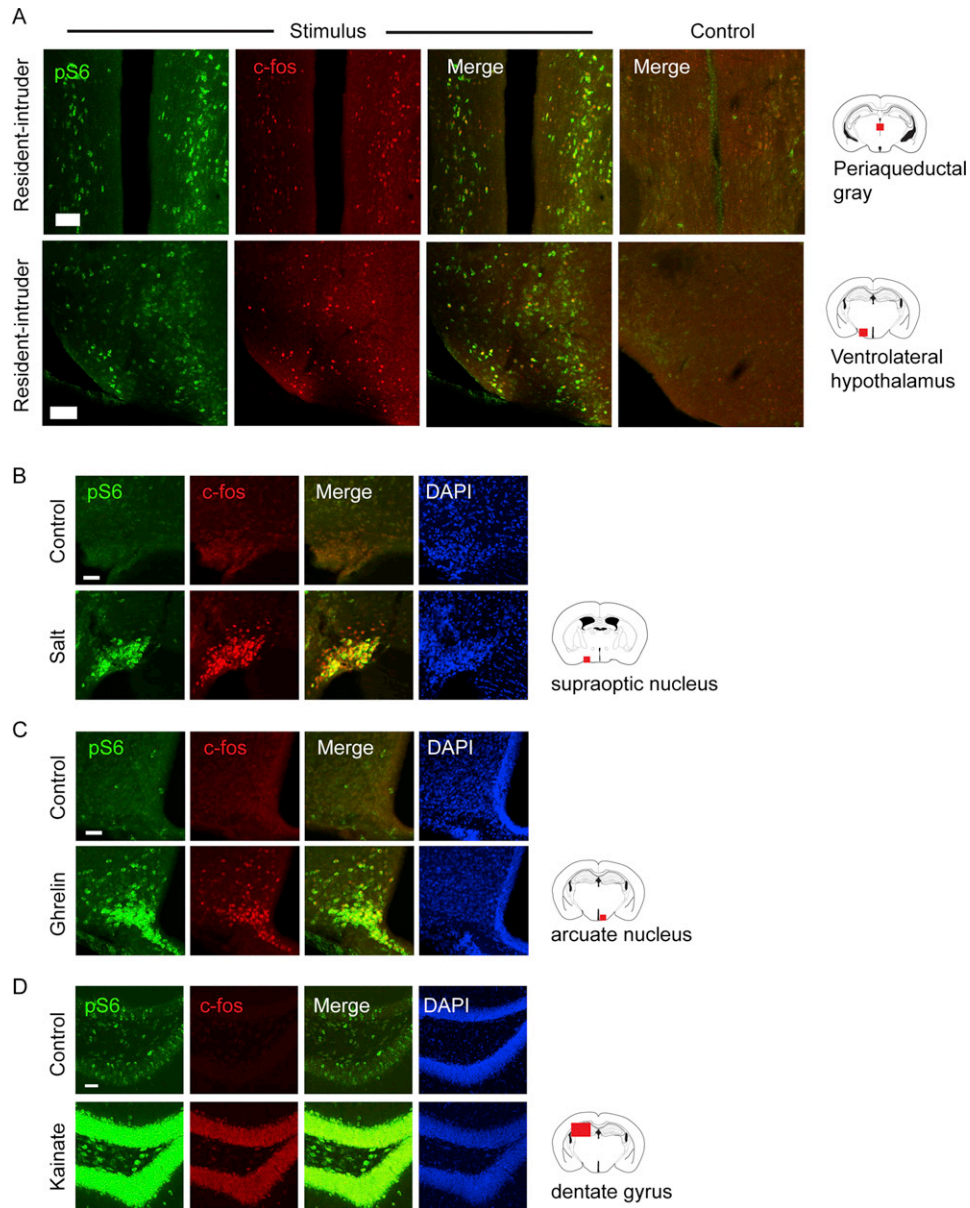 A
Stimulus
Control
Resident-intruder
pS6
c-fos
Merge
Merge
Periaqueductal
gray
Resident-intruder
Ventrolateral
hypothalamus
B
Control
pS6
c-fos
Merge
DAPI
Salt
supraoptic nucleus
C
Control
pS6
c-fos
Merge
DAPI
Ghrelin
arcuate nucleus
D
Control
pS6
c-fos
Merge
DAPI
Kainate
dentate gyrus